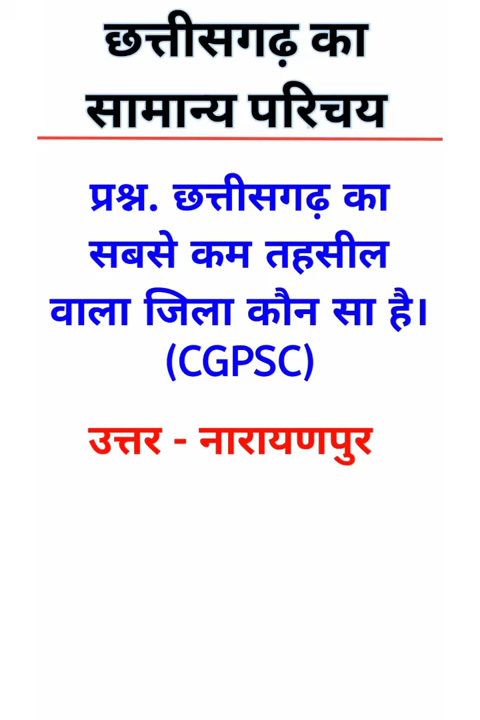 छत्तीसगढ़ का
सामान्य परिचय
प्रश्न. छत्तीसगढ़ का
सबसे कम तहसील
वाला जिला कौन सा है।
(CGPSC)
उत्तर - नारायणपुर